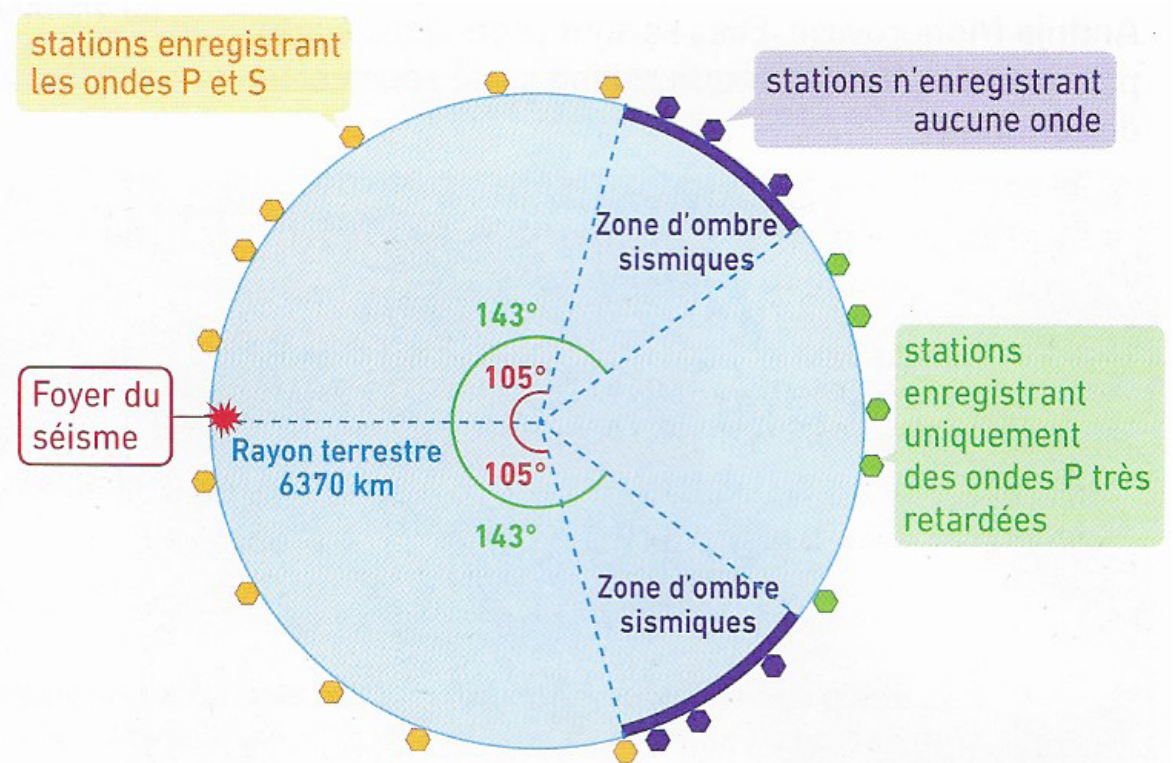 stations enregistrant
les ondes P et S
stations n'enregistrant
aucune onde
Zone d'ombre
sismiques
143°
105°
Foyer du
séisme
Rayon terrestre
6370 km
105°
143°
stations
enregistrant
uniquement
des ondes P très
retardées
Zone d'ombre
sismiques